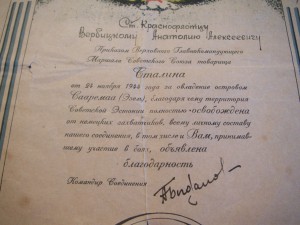 Ст. Краснофлотцу
Вербицкому Анатолию Алексеевичу
Приказом Верховного Главнокомандующего
Маршала Советского Союза товарища
Сталина
от 24 ноября 1944 года за овладение островом
Сааремаа (Эзель), благодаря чему территория
Советской Эстонии полностью освобождена
от немецких захватчиков, всему личному составу
нашего соединения, в том числе и Вам, принимав-
шему участие в боях, объявлена
благодарность
Командир Соединения